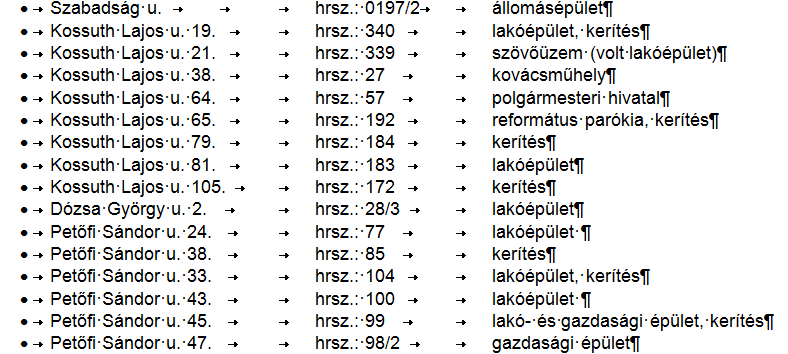 • Szabadság u. hrsz.: 0197/2 állomásépület
• Kossuth Lajos u. 19. hrsz.: 340 lakóépület, kerítés
• Kossuth Lajos u. 21. hrsz.: 339 szövőüzem (volt lakóépület)
• Kossuth Lajos u. 38. hrsz.: 27 kovácsműhely
• Kossuth Lajos u. 64. hrsz.: 57 polgármesteri hivatal
• Kossuth Lajos u. 65. hrsz.: 192 református parókia, kerítés
• Kossuth Lajos u. 79. hrsz.: 184 kerítés
• Kossuth Lajos u. 81. hrsz.: 183 lakóépület
• Kossuth Lajos u. 105. hrsz.: 172 kerítés
• Dózsa György u. 2. hrsz.: 28/3 lakóépület
• Petőfi Sándor u. 24. hrsz.: 77 lakóépület
• Petőfi Sándor u. 38. hrsz.: 85 kerítés
• Petőfi Sándor u. 33. hrsz.: 104 lakóépület, kerítés
• Petőfi Sándor u. 43. hrsz.: 100 lakóépület
• Petőfi Sándor u. 45. hrsz.: 99 lakó- és gazdasági épület, kerítés
• Petőfi Sándor u. 47. hrsz.: 98/2 gazdasági épület